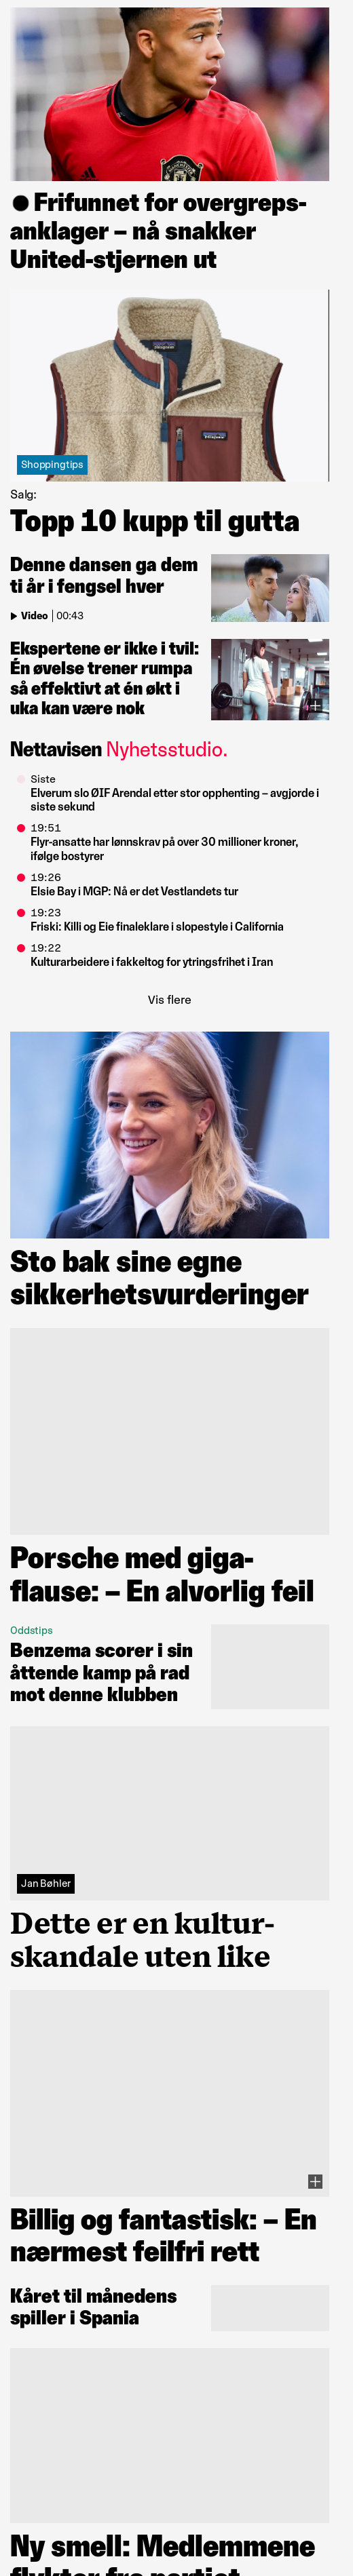 Frifunnet for overgreps-
anklager – nå snakker
United-stjernen ut
patagonia
Shoppingtips
Salg:
Topp 10 kupp til gutta
Denne dansen ga dem
ti år i fengsel hver
Video | 00:43
Ekspertene er ikke i tvil:
Én øvelse trener rumpa
så effektivt at én økt i
uka kan være nok
Nettavisen Nyhetsstudio.
Siste
Elverum slo ØIF Arendal etter stor opphenting – avgjorde i
siste sekund
19:51
Flyr-ansatte har lønnskrav på over 30 millioner kroner,
ifølge bostyrer
19:26
Elsie Bay i MGP: Nå er det Vestlandets tur
19:23
Friski: Killi og Eie finaleklare i slopestyle i California
19:22
Kulturarbeidere i fakkeltog for ytringsfrihet i Iran
Vis flere
Sto bak sine egne
sikkerhetsvurderinger
Porsche med giga-
flause: – En alvorlig feil
Oddstips
Benzema scorer i sin
åttende kamp på rad
mot denne klubben
Jan Bøhler
Dette er en kultur-
skandale uten like
Billig og fantastisk: – En
nærmest feilfri rett
Kåret til månedens
spiller i Spania
Ny smell: Medlemmene
flykter fra partiet